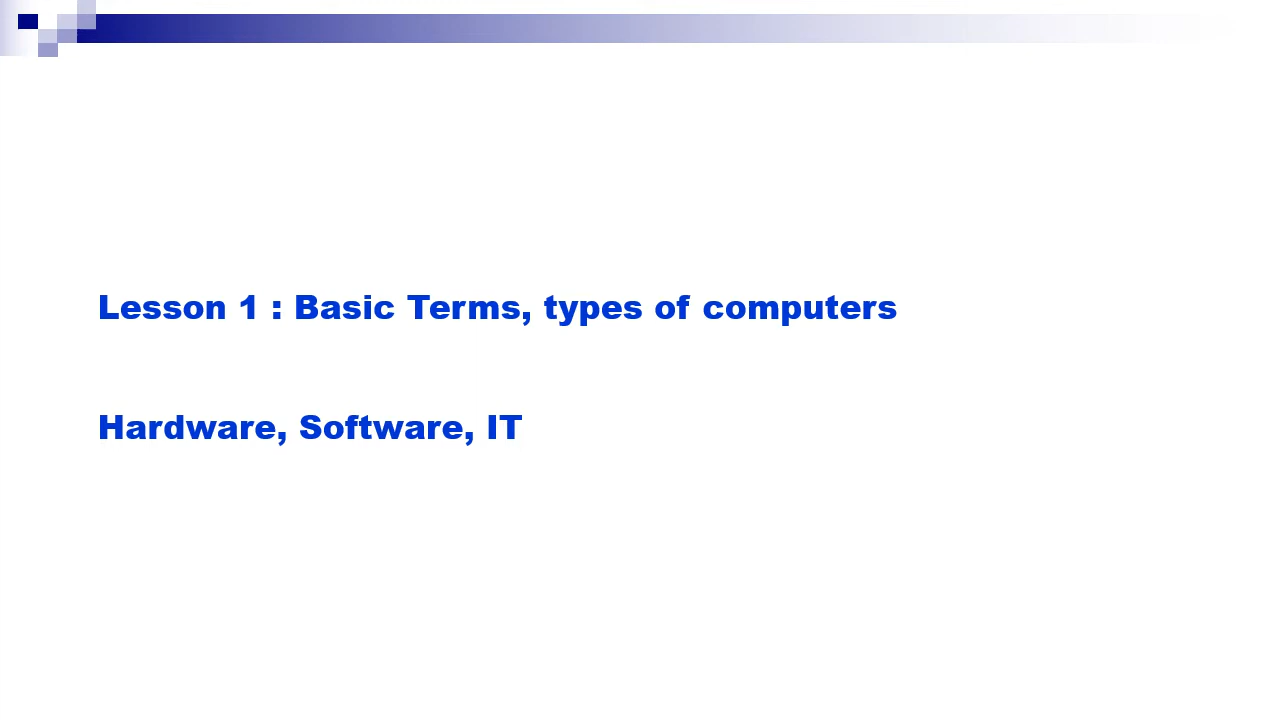 Lesson 1 : Basic Terms, types of computers
Hardware, Software, IT